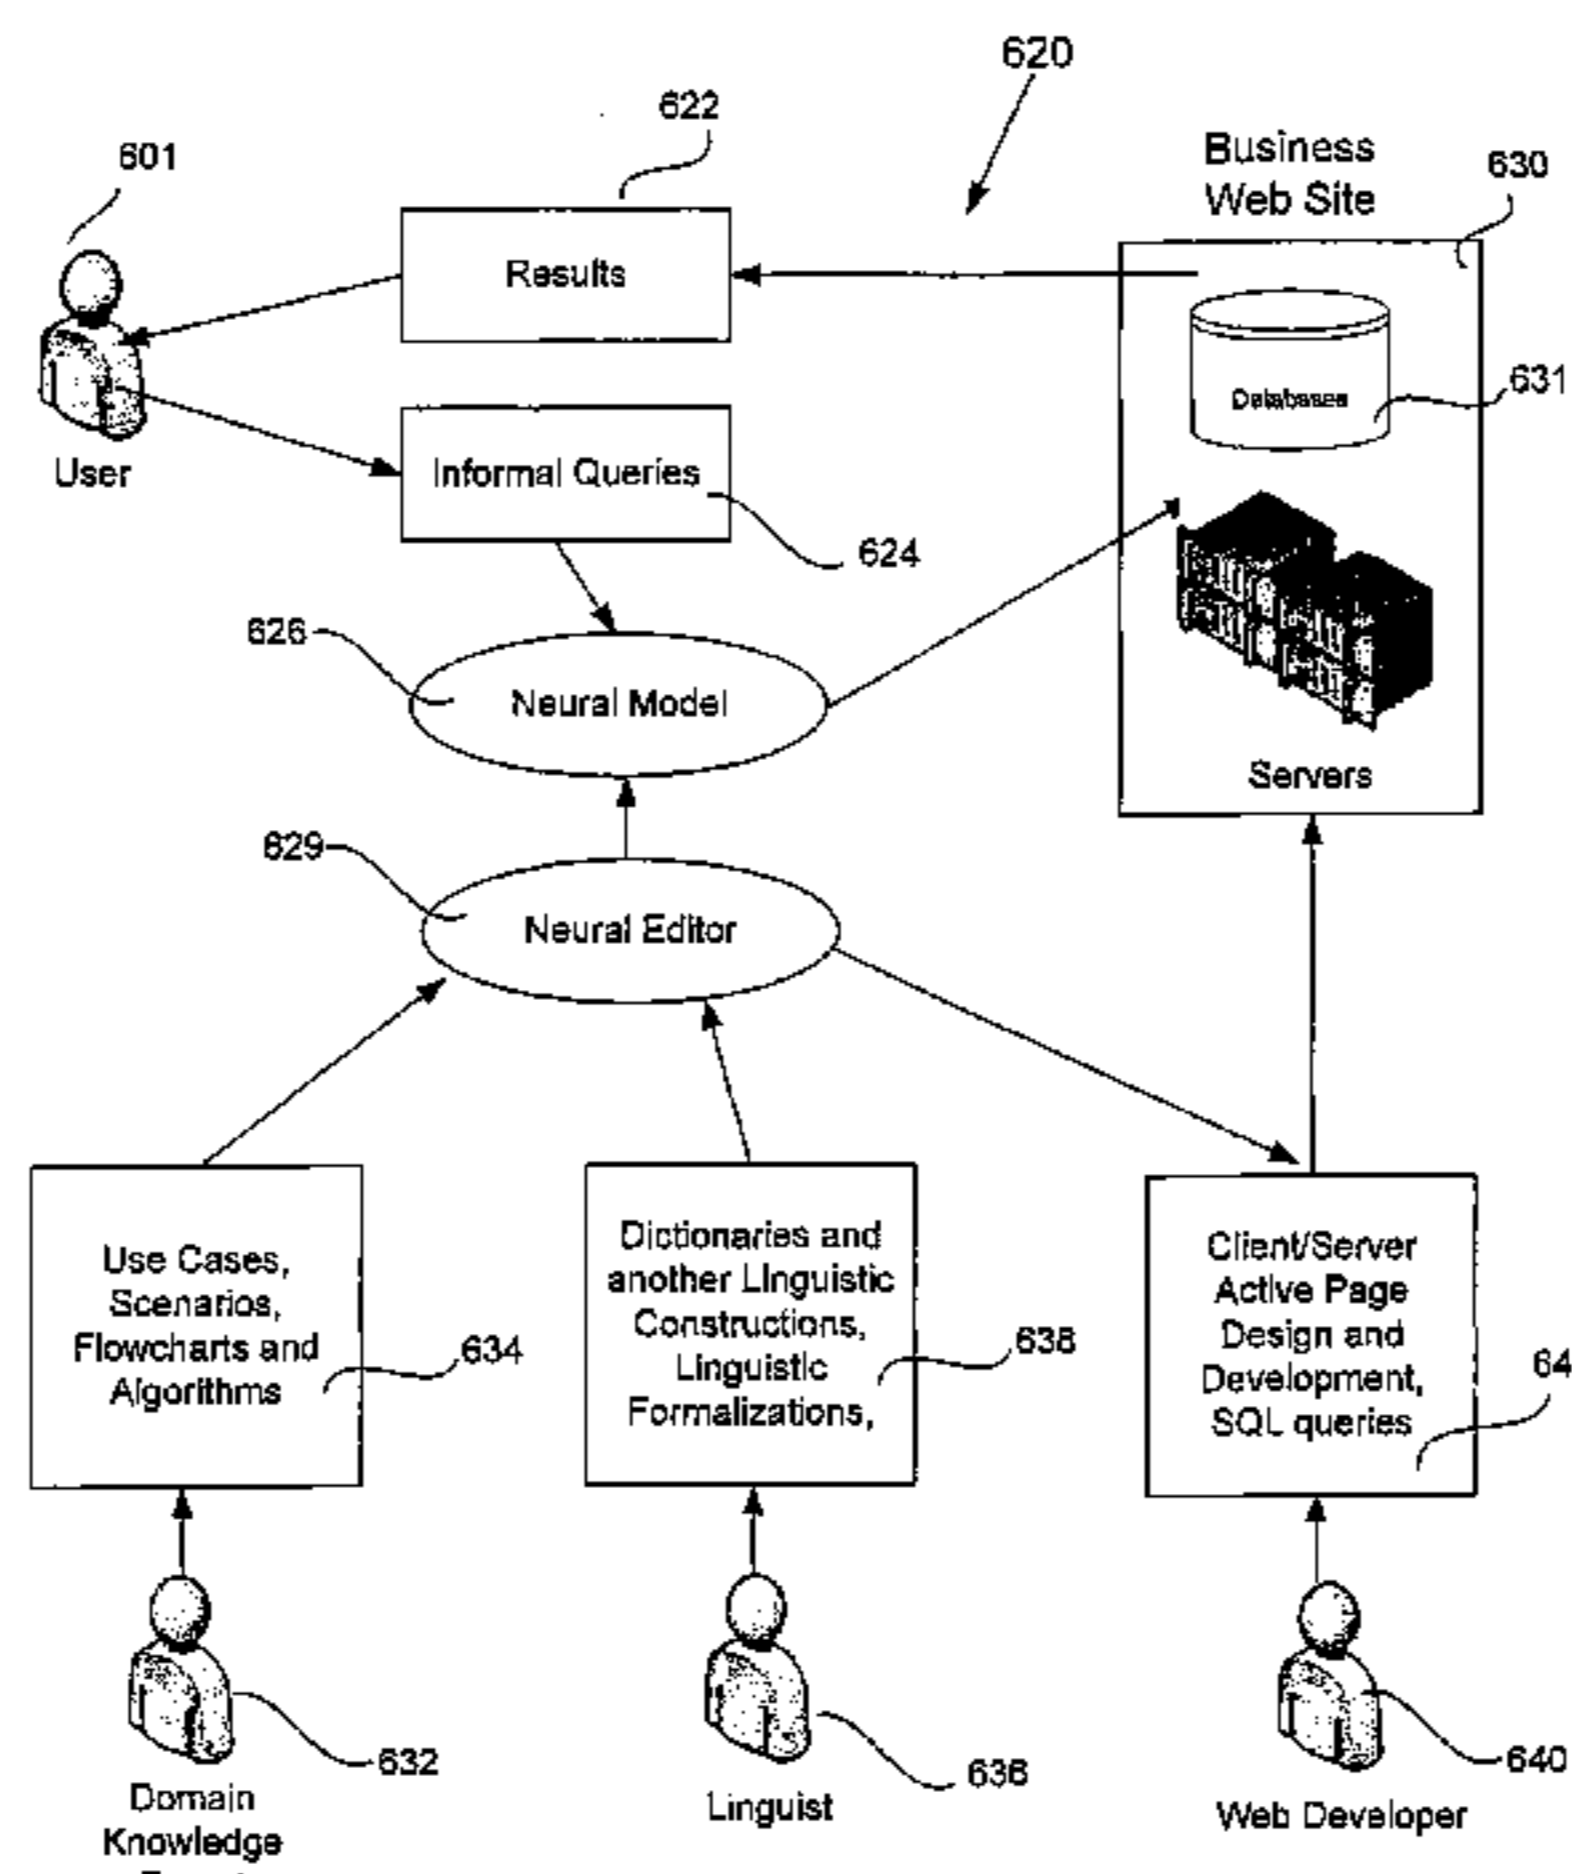 620
622
601
Business
Web Site
630
Results
Databases
631
User
Informal Queries
624
626
Neural Model
Servers
629
Neural Editor
Use Cases,
Scenarios,
Flowcharts and
Algorithms
634
Dictionaries and
another Linguistic
Constructions,
Linguistic
Formalizations,
638
Client/Server
Active Page
Design and
Development,
SQL queries
64
632
636
640
Domain
Knowledge
Linguist
Web Developer